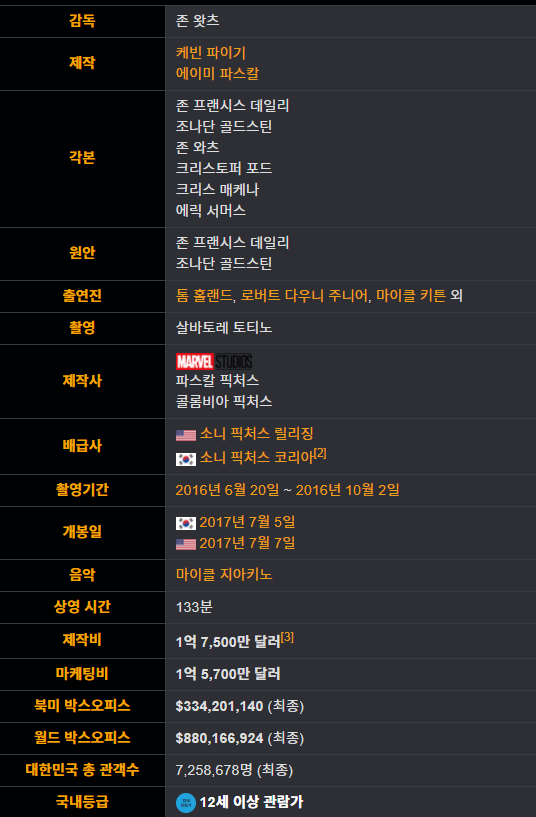 감독 존 왓츠
제작 케빈 파이기
에이미 파스칼
각본 존 프랜시스 데일리
조나단 골드스틴
존 와츠
크리스토퍼 포드
크리스 매케나
에릭 서머스
원안 존 프랜시스 데일리
조나단 골드스틴
출연진 톰 홀랜드, 로버트 다우니 주니어, 마이클 키튼 외
촬영 살바토레 토티노
제작사 MARVEL STUDIOS
파스칼 픽처스
콜롬비아 픽처스
배급사 소니 픽처스 릴리징
소니 픽처스 코리아[2]
촬영기간 2016년 6월 20일 ~ 2016년 10월 2일
개봉일 2017년 7월 5일
2017년 7월 7일
음악 마이클 지아키노
상영 시간 133분
제작비 1억 7,500만 달러[3]
마케팅비 1억 5,700만 달러
북미 박스오피스 $334,201,140 (최종)
월드 박스오피스 $880,166,924 (최종)
대한민국 총 관객수 7,258,678명 (최종)
국내등급 12세 이상 관람가